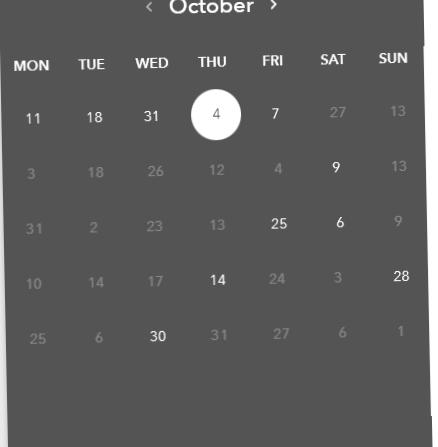 ‹ October ›
MON TUE WED THU FRI SAT SUN
11 18 31 4 7 27 13
3 18 26 12 4 9 13
31 2 23 13 25 6 9
10 14 17 14 24 3 28
25 6 30 31 27 6 1